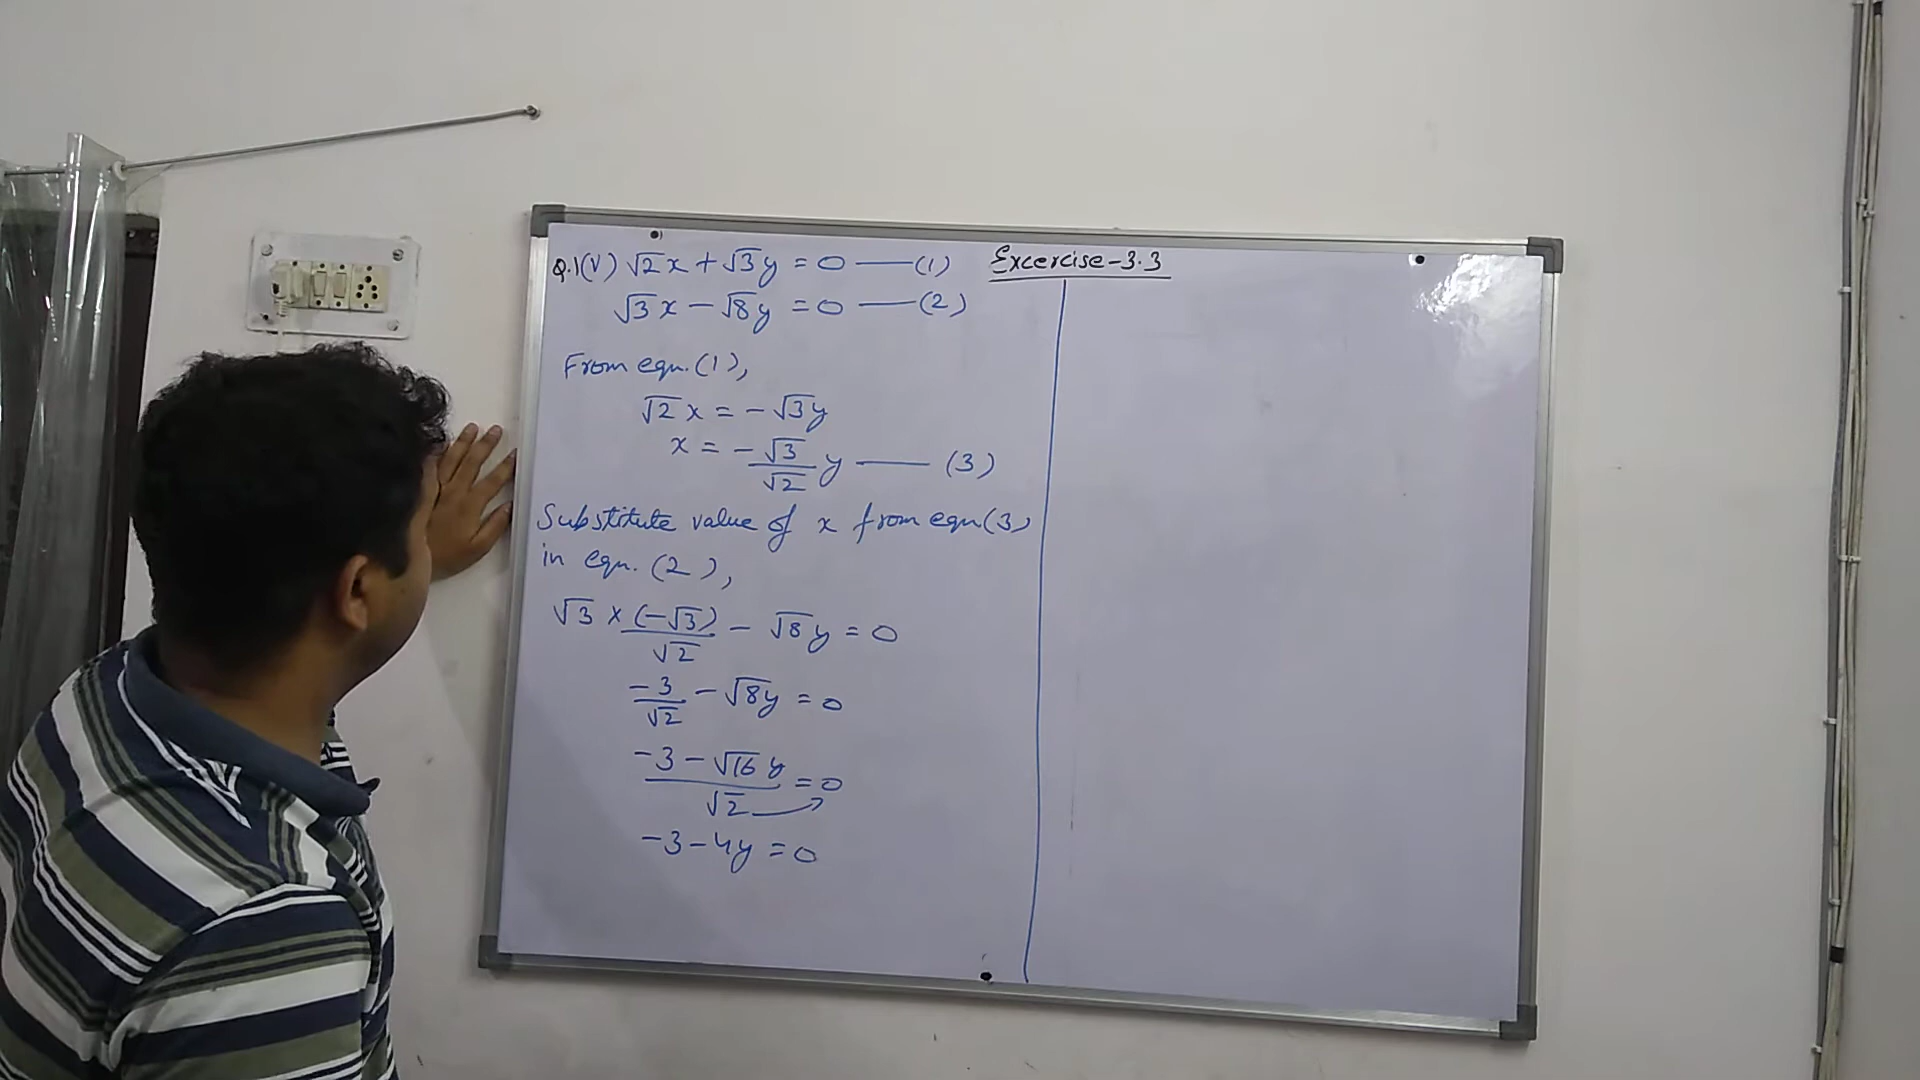 Q.1(V) √2x + √3y = 0 —— (1)
√3x − √8y = 0 —— (2)
Excercise-3.3
From eqn.(1),
√2x = −√3y
x = −√3/√2 y —— (3)
Substitute value of x from eqn(3)
in eqn. (2),
√3 × (−√3)/√2 − √8y = 0
−3/√2 − √8y = 0
(−3 − √16y)/√2 = 0
−3 − 4y = 0